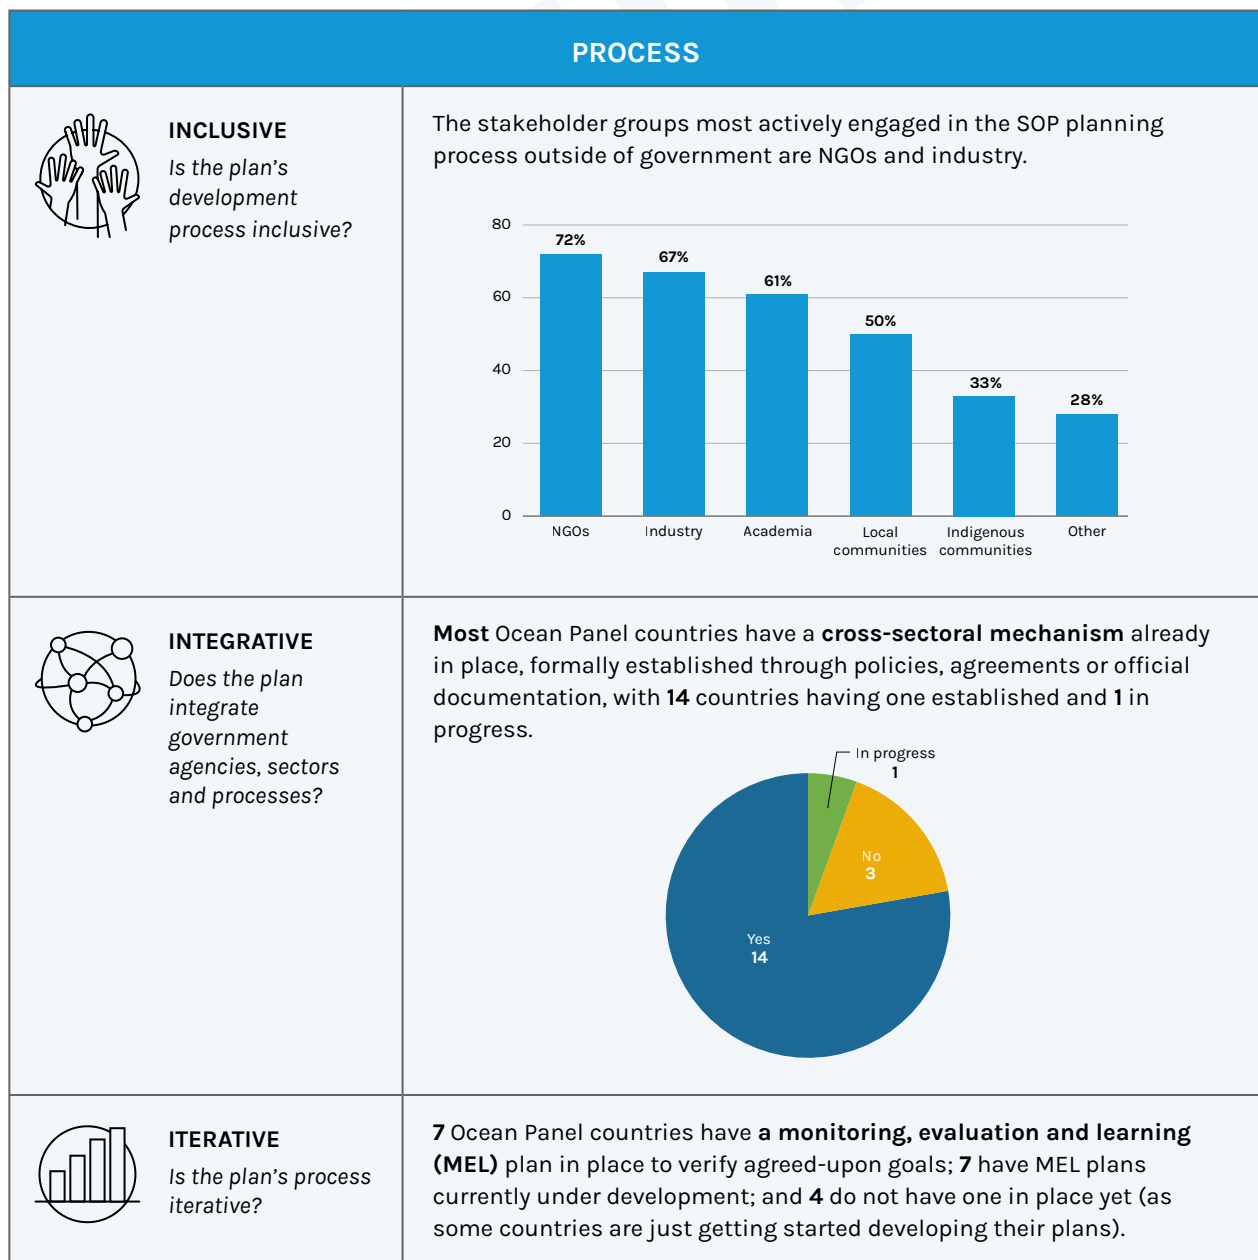 PROCESS
INCLUSIVE
Is the plan's
development
process inclusive?
The stakeholder groups most actively engaged in the SOP planning
process outside of government are NGOs and industry.
80
60
40
20
0
72%
67%
61%
50%
33%
28%
NGOs
Industry
Academia
Local
communities
Indigenous
communities
Other
INTEGRATIVE
Does the plan
integrate
government
agencies, sectors
and processes?
Most Ocean Panel countries have a cross-sectoral mechanism already
in place, formally established through policies, agreements or official
documentation, with 14 countries having one established and 1 in
progress.
In progress
1
No
3
Yes
14
ITERATIVE
Is the plan's process
iterative?
7 Ocean Panel countries have a monitoring, evaluation and learning
(MEL) plan in place to verify agreed-upon goals; 7 have MEL plans
currently under development; and 4 do not have one in place yet (as
some countries are just getting started developing their plans).